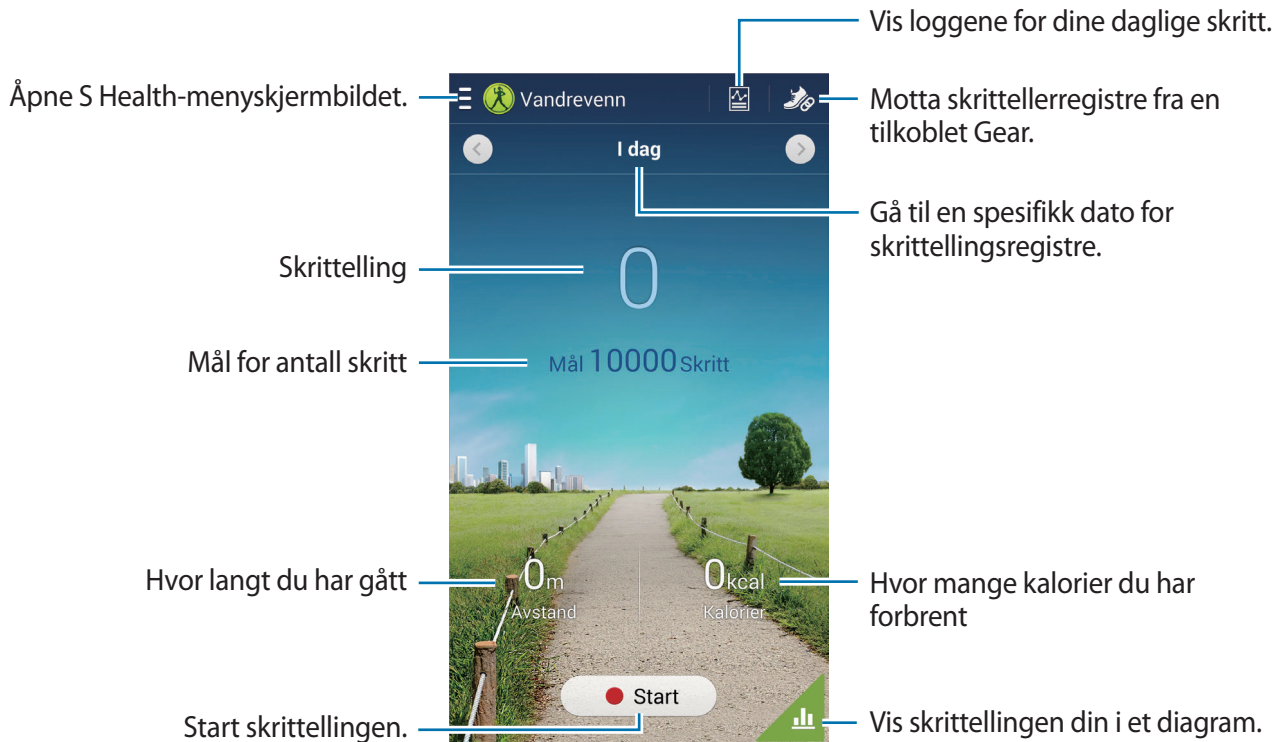 Vis loggene for dine daglige skritt.
Åpne S Health-menyskjermbildet.
Vandrevenn
Motta skrittellerregistre fra en
tilkoblet Gear.
I dag
Gå til en spesifikk dato for
skrittellingsregistre.
Skrittelling
0
Mål for antall skritt
Mål 10000 Skritt
Hvor langt du har gått
0m
Avstand
0kcal
Kalorier
Hvor mange kalorier du har
forbrent
Start
Start skrittellingen.
Vis skrittellingen din i et diagram.